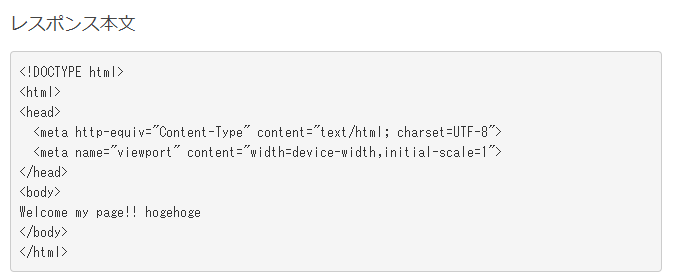 レスポンス本文
<!DOCTYPE html>
<html>
<head>
  <meta http-equiv="Content-Type" content="text/html; charset=UTF-8">
  <meta name="viewport" content="width=device-width,initial-scale=1">
</head>
<body>
Welcome my page!! hogehoge
</body>
</html>